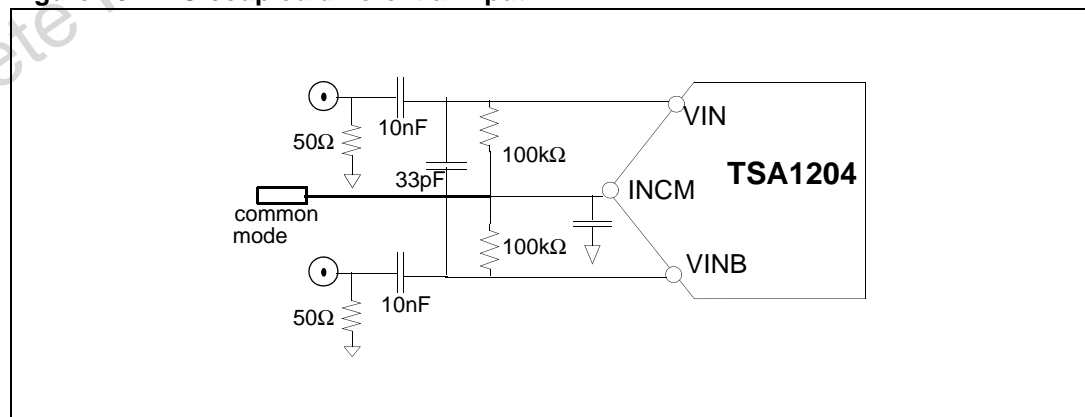 VIN
10nF
50Ω
100kΩ
33pF
TSA1204
INCM
common
mode
100kΩ
VINB
10nF
50Ω